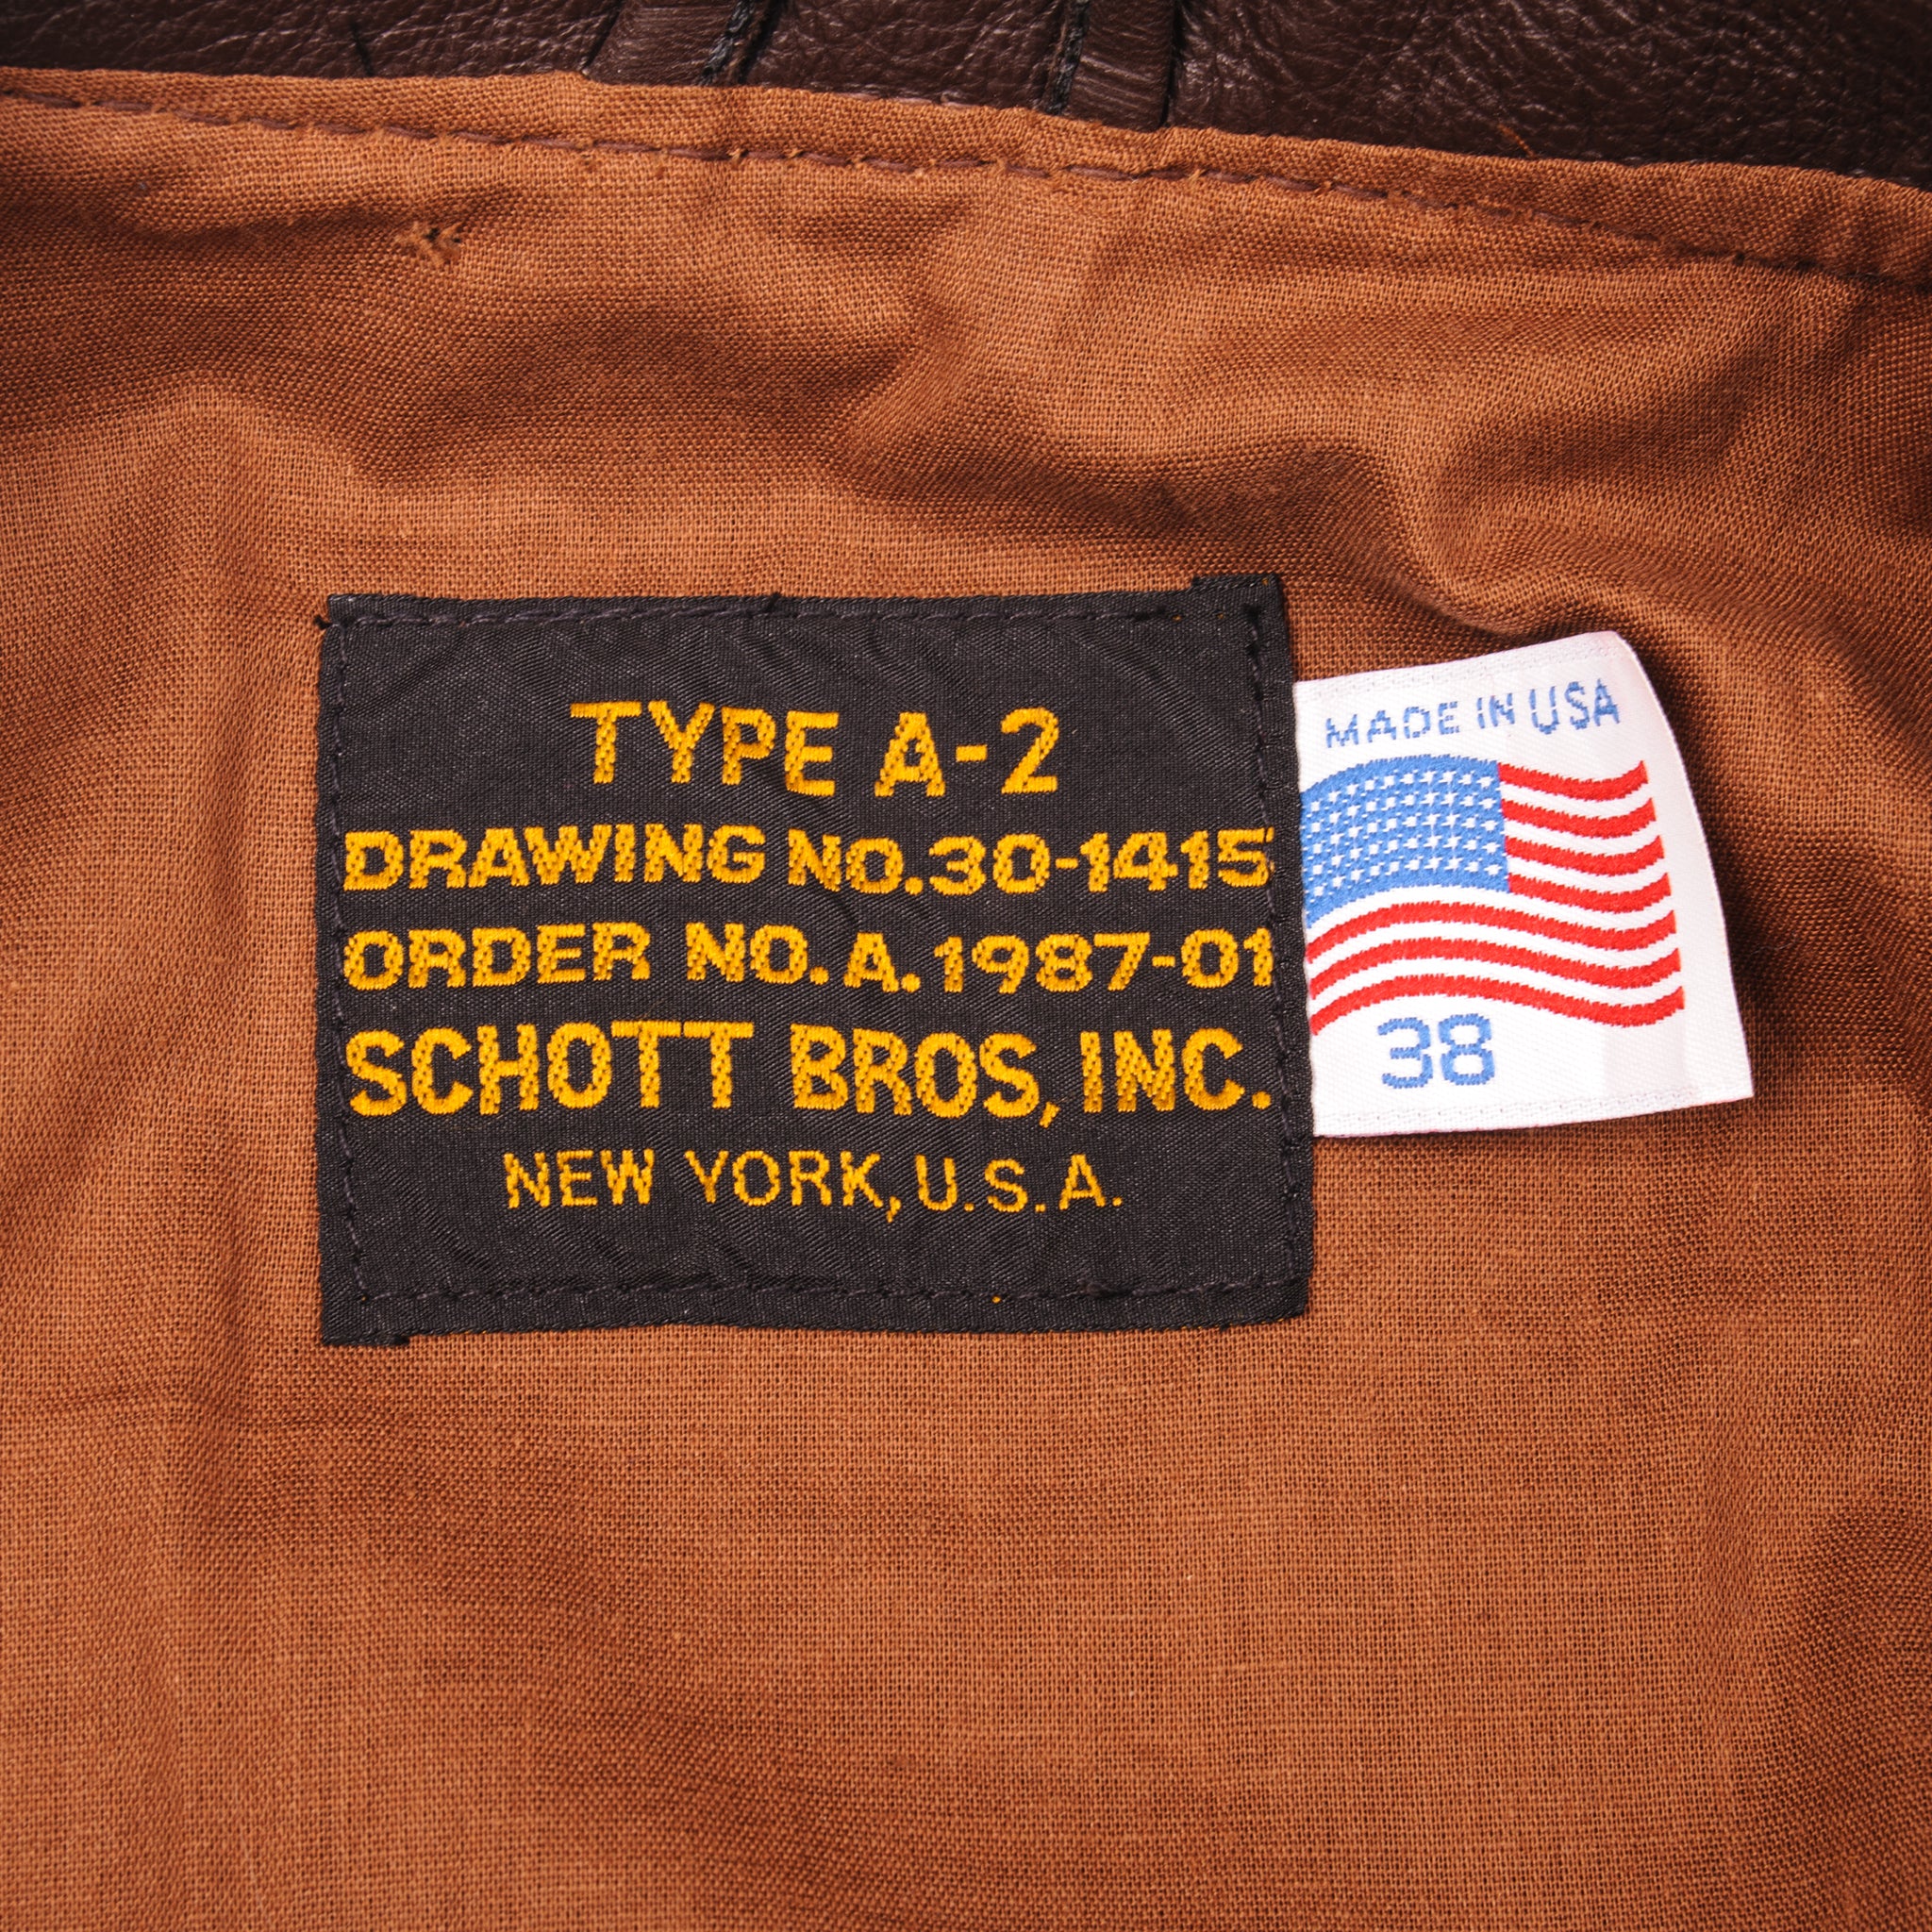 TYPE A-2
DRAWING NO.30-1415
ORDER NO.A.1987-01
SCHOTT BROS, INC.
NEW YORK, U.S.A.
MADE IN USA
38